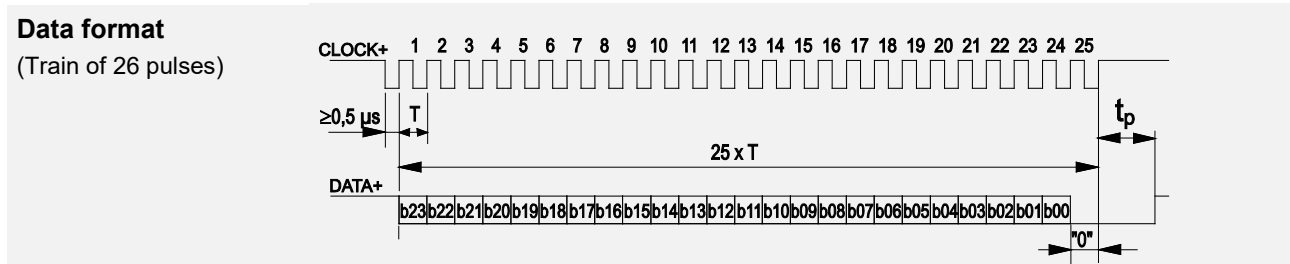 Data format
(Train of 26 pulses)
CLOCK+ 1 2 3 4 5 6 7 8 9 10 11 12 13 14 15 16 17 18 19 20 21 22 23 24 25
≥0,5 µs T tp
25 x T
DATA+
b23 b22 b21 b20 b19 b18 b17 b16 b15 b14 b13 b12 b11 b10 b09 b08 b07 b06 b05 b04 b03 b02 b01 b00
"0"